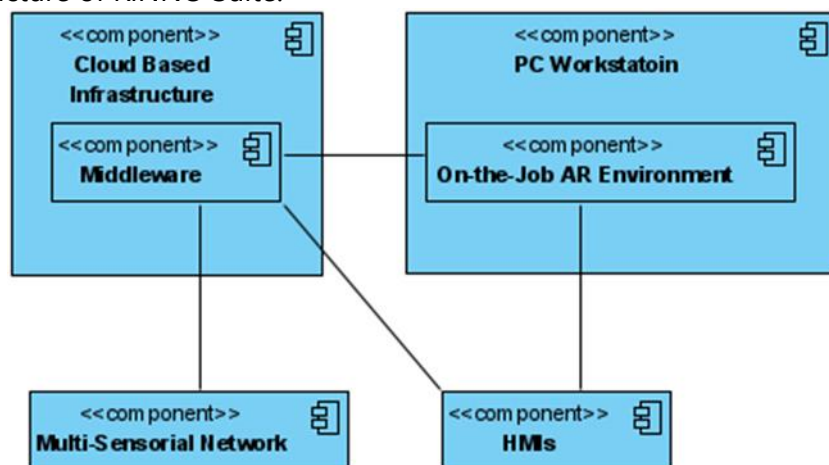 <<component>>
Cloud Based
Infrastructure
<<component>>
Middleware
<<component>>
PC Workstatoin
<<component>>
On-the-Job AR Environment
<<component>>
Multi-Sensorial Network
<<component>>
HMIs